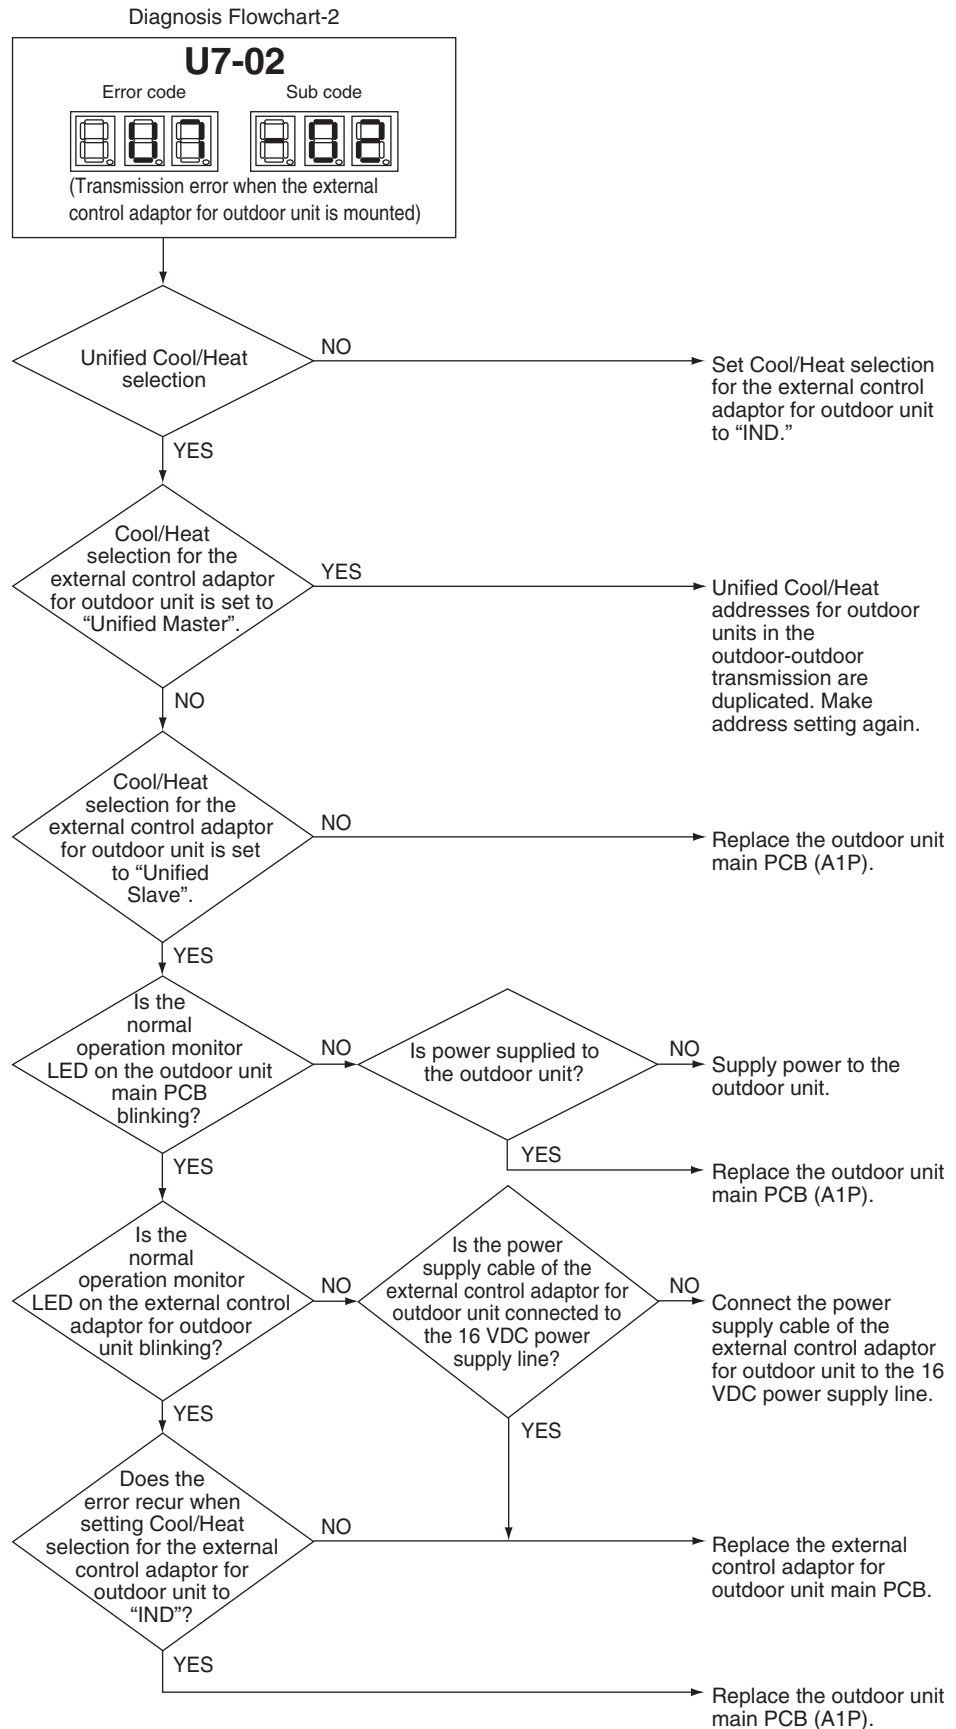 Diagnosis Flowchart-2
U7-02
Error code
Sub code
U7
-02
(Transmission error when the external
control adaptor for outdoor unit is mounted)
Unified Cool/Heat
selection
NO
Set Cool/Heat selection
for the external control
adaptor for outdoor unit
to “IND.”
YES
Cool/Heat
selection for the
external control adaptor
for outdoor unit is set to
“Unified Master”.
YES
Unified Cool/Heat
addresses for outdoor
units in the
outdoor-outdoor
transmission are
duplicated. Make
address setting again.
NO
Cool/Heat
selection for the
external control adaptor
for outdoor unit is set
to “Unified
Slave”.
NO
Replace the outdoor unit
main PCB (A1P).
YES
Is the
normal
operation monitor
LED on the outdoor unit
main PCB
blinking?
NO
Is power supplied to
the outdoor unit?
NO
Supply power to the
outdoor unit.
YES
Replace the outdoor unit
main PCB (A1P).
YES
Is the
normal
operation monitor
LED on the external control
adaptor for outdoor
unit blinking?
NO
Is the power
supply cable of the
external control adaptor for
outdoor unit connected to
the 16 VDC power
supply line?
NO
Connect the power
supply cable of the
external control adaptor
for outdoor unit to the 16
VDC power supply line.
YES
YES
Does the
error recur when
setting Cool/Heat
selection for the external
control adaptor for
outdoor unit to
“IND”?
NO
Replace the external
control adaptor for
outdoor unit main PCB.
YES
Replace the outdoor unit
main PCB (A1P).